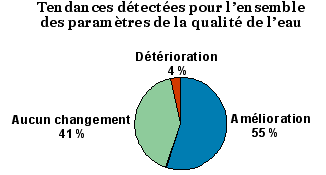 Tendances détectées pour l'ensemble
des paramètres de la qualité de l'eau
Détérioration
4 %
Aucun changement
41 %
Amélioration
55 %